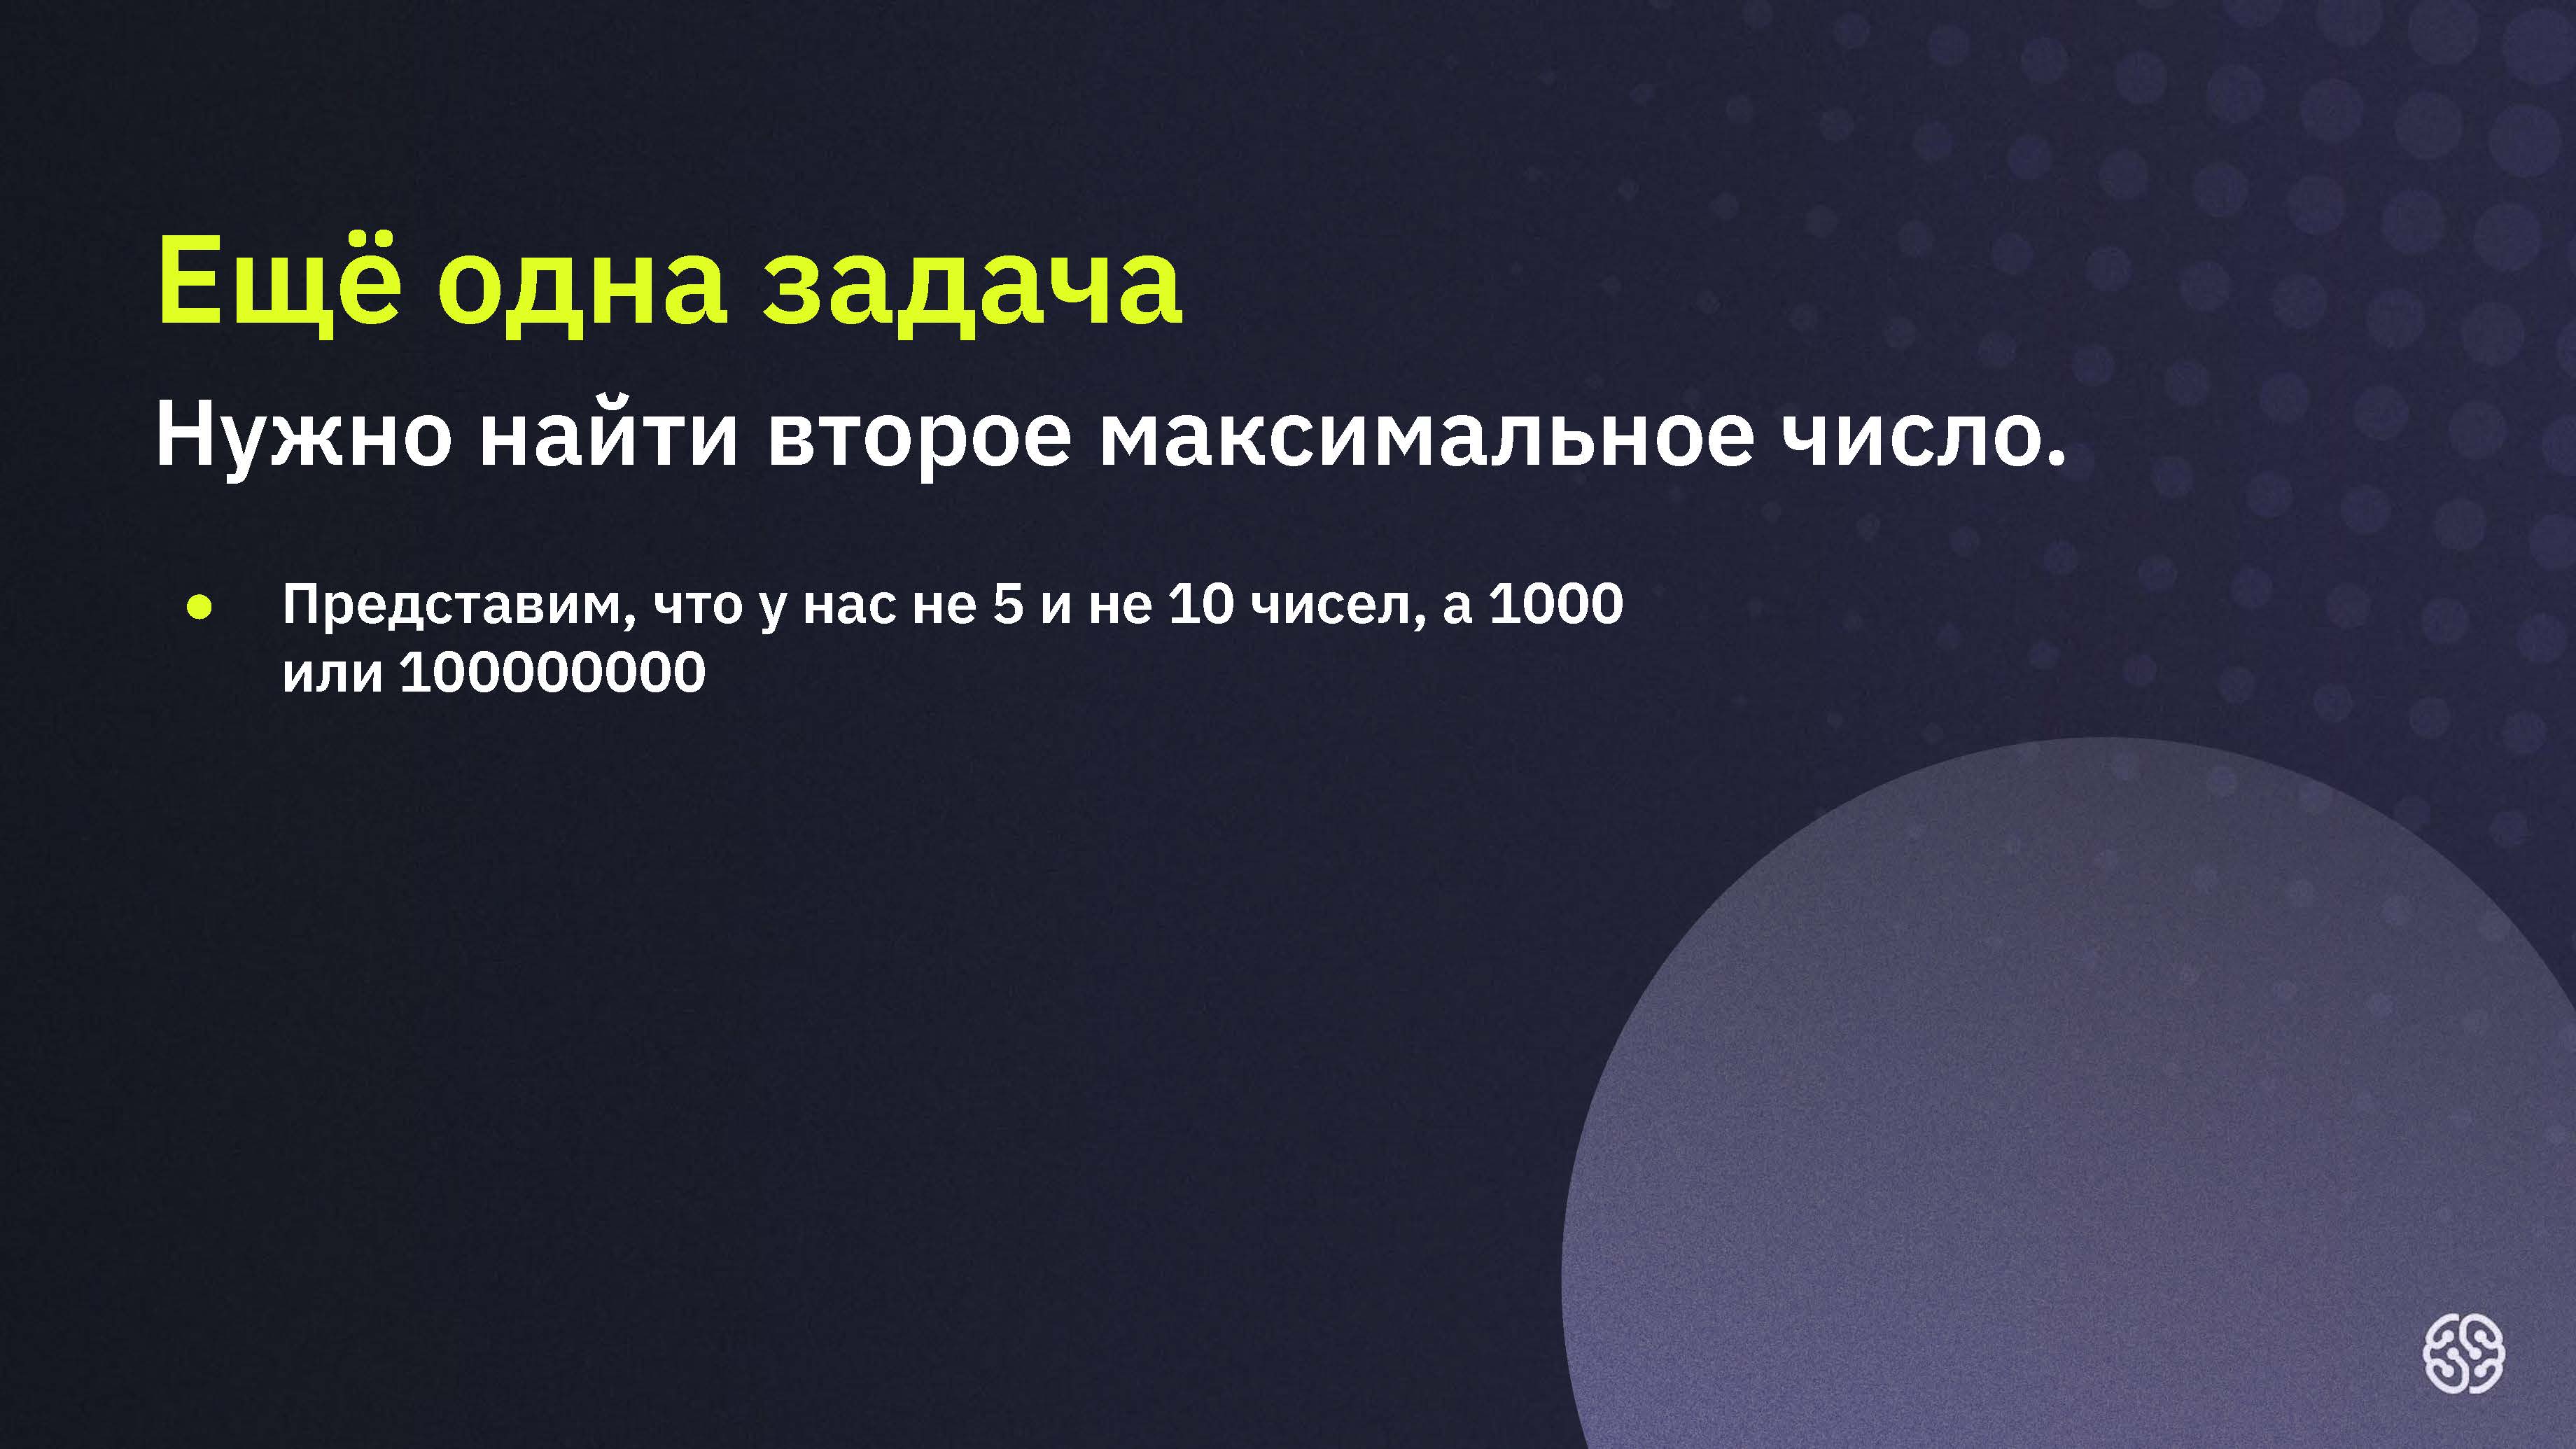 Ещё одна задача
Нужно найти второе максимальное число.
● Представим, что у нас не 5 и не 10 чисел, а 1000
или 100000000